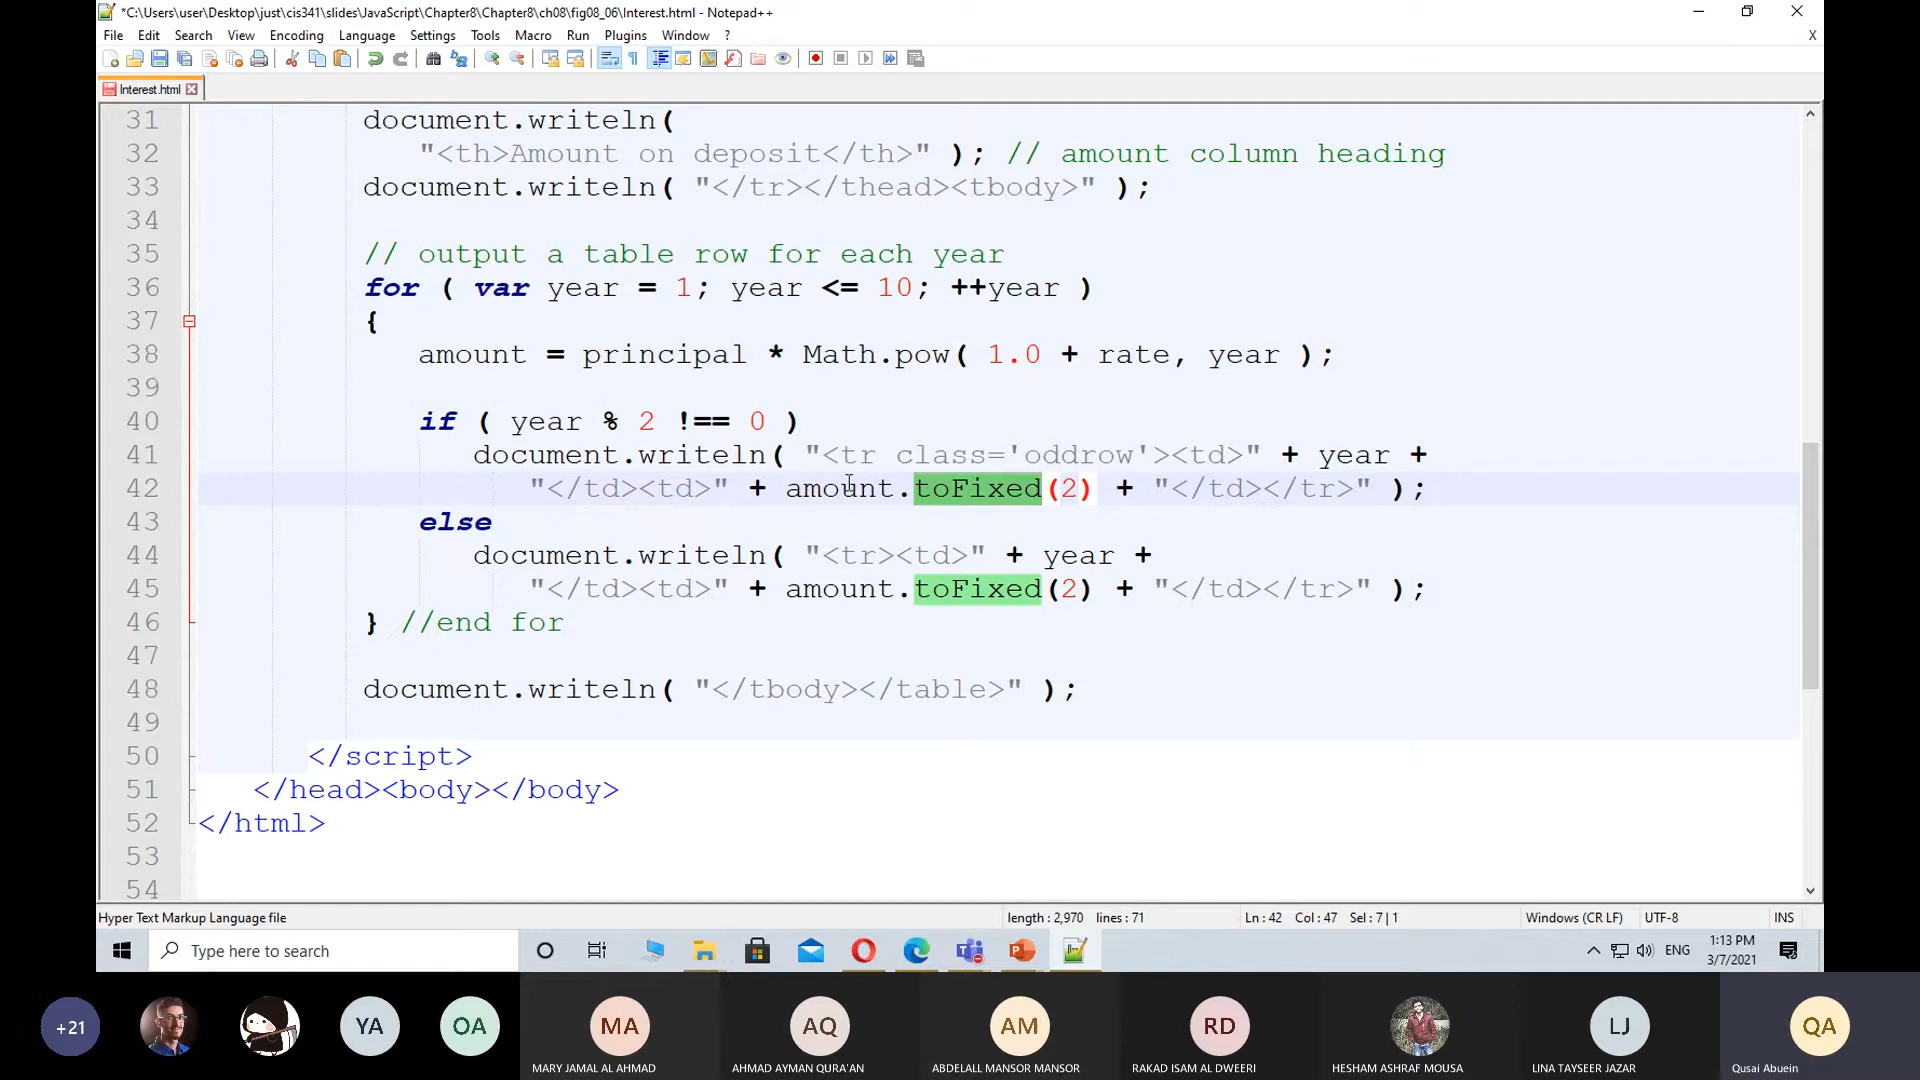 *C:\Users\user\Desktop\just\cis341\slides\JavaScript\Chapter8\Chapter8\ch08\fig08_06\Interest.html - Notepad++
File Edit Search View Encoding Language Settings Tools Macro Run Plugins Window ? X
Interest.html
31 document.writeln(
32 "<th>Amount on deposit</th>" ); // amount column heading
33 document.writeln( "</tr></thead><tbody>" );
34
35 // output a table row for each year
36 for ( var year = 1; year <= 10; ++year )
37 {
38 amount = principal * Math.pow( 1.0 + rate, year );
39
40 if ( year % 2 !== 0 )
41 document.writeln( "<tr class='oddrow'><td>" + year +
42 "</td><td>" + amount.toFixed(2) + "</td></tr>" );
43 else
44 document.writeln( "<tr><td>" + year +
45 "</td><td>" + amount.toFixed(2) + "</td></tr>" );
46 } //end for
47
48 document.writeln( "</tbody></table>" );
49
50 </script>
51 </head><body></body>
52 </html>
53
54
Hyper Text Markup Language file length : 2,970 lines : 71 Ln : 42 Col : 47 Sel : 7 | 1 Windows (CR LF) UTF-8 INS
Type here to search ENG 1:13 PM
3/7/2021
+21 YA OA MA AQ AM RD LJ QA
MARY JAMAL AL AHMAD AHMAD AYMAN QURA'AN ABDELALL MANSOR MANSOR RAKAD ISAM AL DWEERI HESHAM ASHRAF MOUSA LINA TAYSEER JAZAR Qusai Abuein